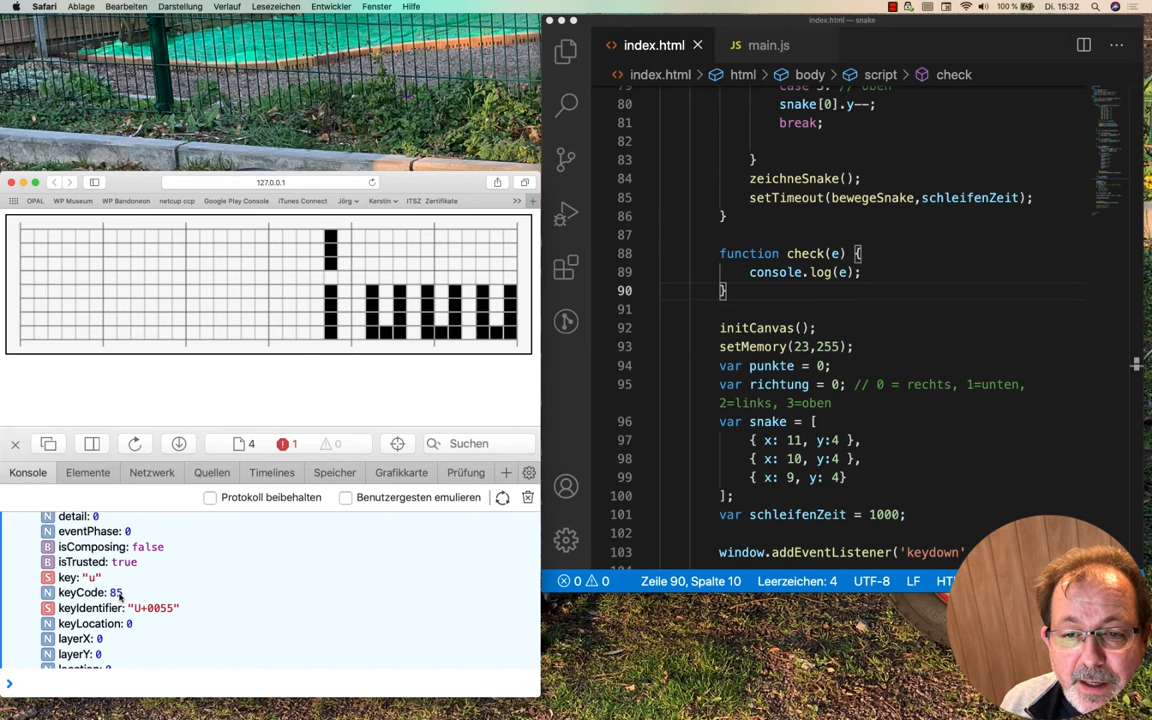 Safari Ablage Bearbeiten Darstellung Verlauf Lesezeichen Entwickler Fenster Hilfe 100 % Di. 15:32
index.html — snake
index.html main.js
index.html html body script check
80 snake[0].y--;
81 break;
82
83 }
84 zeichneSnake();
85 setTimeout(bewegeSnake,schleifenZeit);
86 }
87
88 function check(e) {
89 console.log(e);
90 }
91
92 initCanvas();
93 setMemory(23,255);
94 var punkte = 0;
95 var richtung = 0; // 0 = rechts, 1=unten,
2=links, 3=oben
96 var snake = [
97 { x: 11, y:4 },
98 { x: 10, y:4 },
99 { x: 9, y: 4}
100 ];
101 var schleifenZeit = 1000;
102
103 window.addEventListener('keydown'
Zeile 90, Spalte 10 Leerzeichen: 4 UTF-8 LF
0 0
127.0.0.1
OPAL WP Museum WP Bandoneon netcup ccp Google Play Console iTunes Connect Jörg Kerstin ITSZ Zertifikate
4 1 0 Suchen
Konsole Elemente Netzwerk Quellen Timelines Speicher Grafikkarte Prüfung
Protokoll beibehalten Benutzergesten emulieren
N detail: 0
N eventPhase: 0
B isComposing: false
B isTrusted: true
S key: "u"
N keyCode: 85
S keyIdentifier: "U+0055"
N keyLocation: 0
N layerX: 0
N layerY: 0